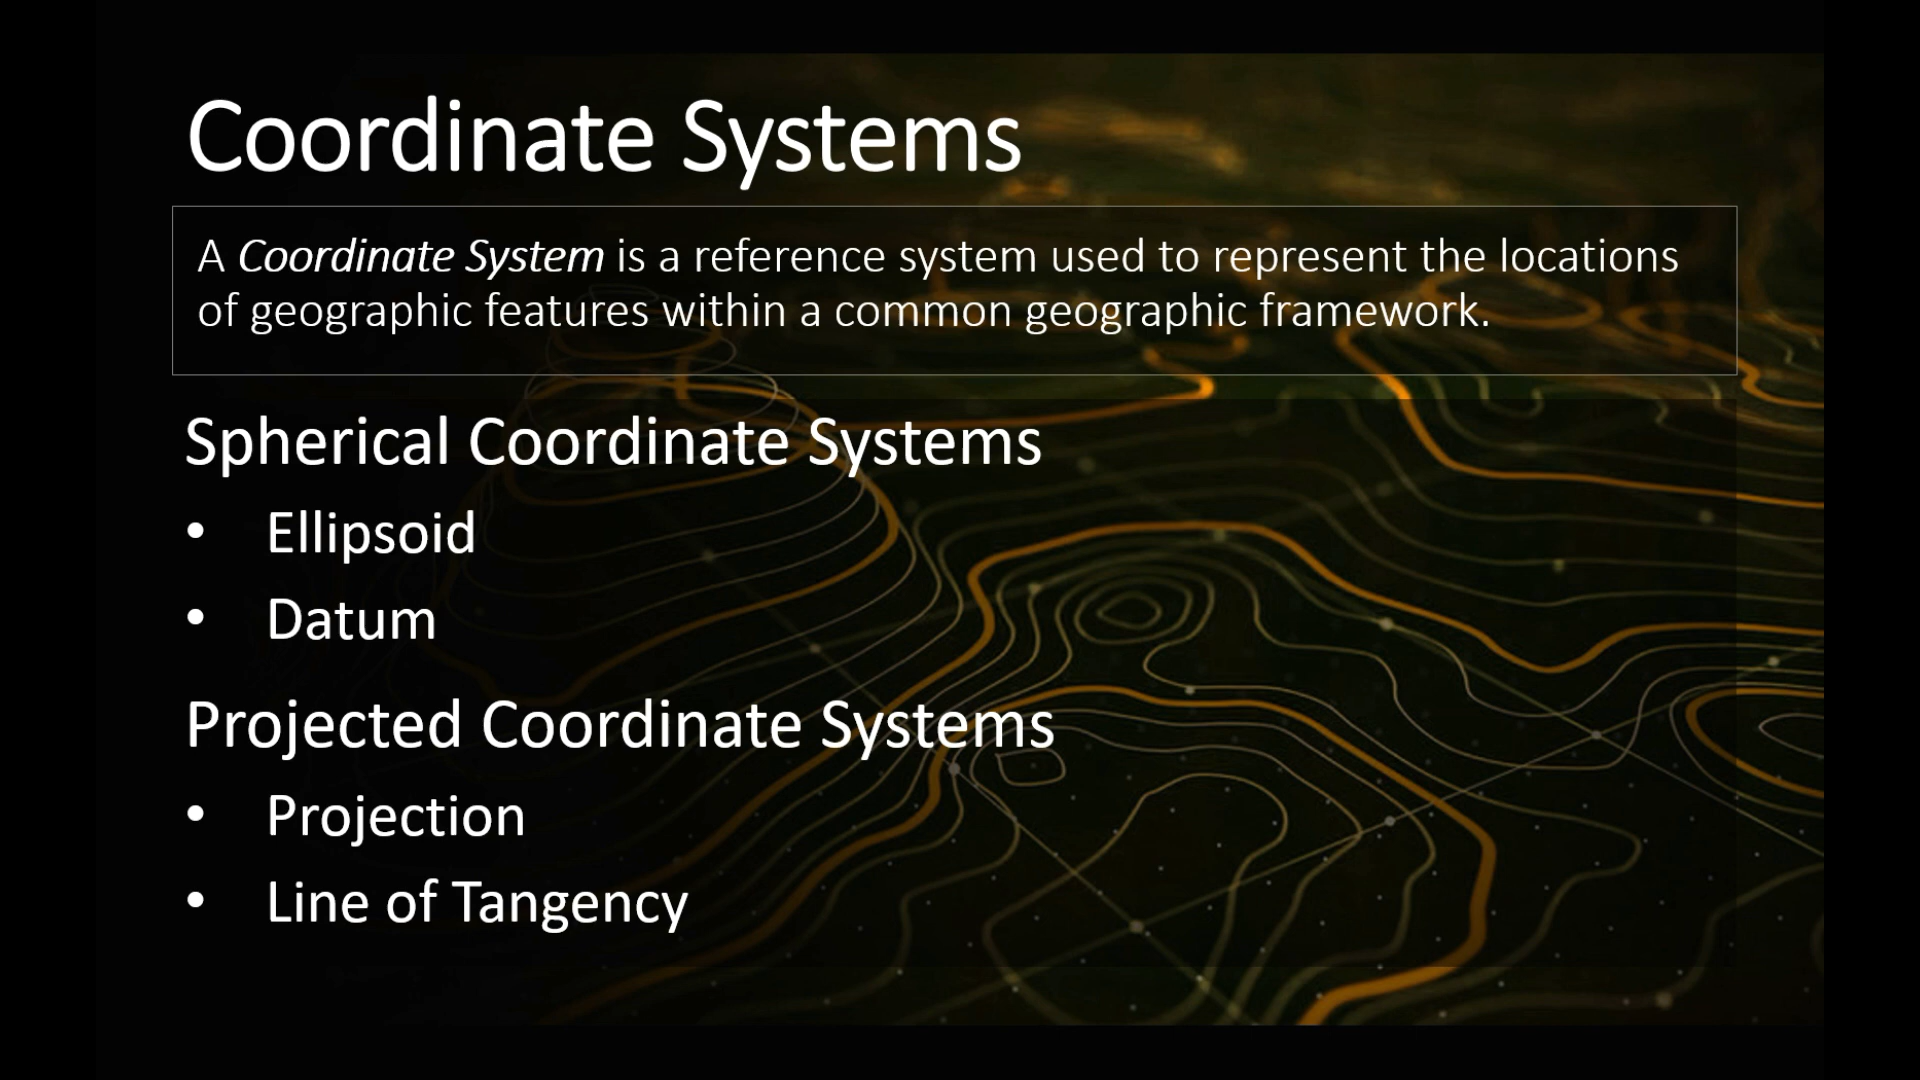 Coordinate Systems
A Coordinate System is a reference system used to represent the locations
of geographic features within a common geographic framework.
Spherical Coordinate Systems
• Ellipsoid
• Datum
Projected Coordinate Systems
• Projection
• Line of Tangency